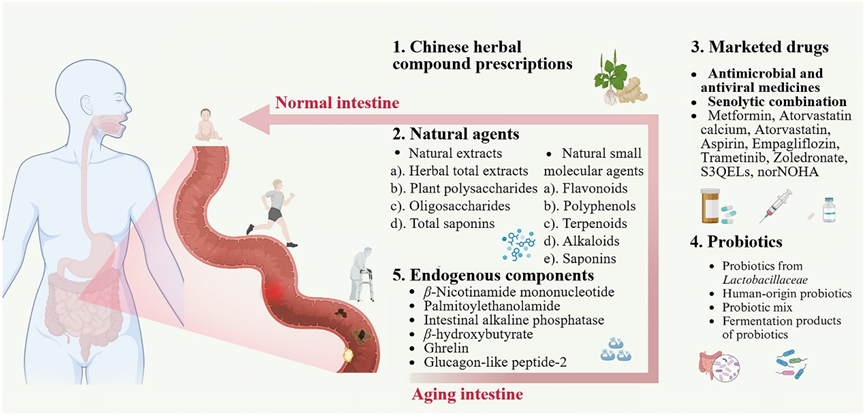 1. Chinese herbal
compound prescriptions
Normal intestine
2. Natural agents
• Natural extracts
a). Herbal total extracts
b). Plant polysaccharides
c). Oligosaccharides
d). Total saponins
• Natural small
molecular agents
a). Flavonoids
b). Polyphenols
c). Terpenoids
d). Alkaloids
e). Saponins
5. Endogenous components
• β-Nicotinamide mononucleotide
• Palmitoylethanolamide
• Intestinal alkaline phosphatase
• β-hydroxybutyrate
• Ghrelin
• Glucagon-like peptide-2
Aging intestine
3. Marketed drugs
• Antimicrobial and
antiviral medicines
• Senolytic combination
• Metformin, Atorvastatin
calcium, Atorvastatin,
Aspirin, Empagliflozin,
Trametinib, Zoledronate,
S3QELs, norNOHA
4. Probiotics
• Probiotics from
Lactobacillaceae
• Human-origin probiotics
• Probiotic mix
• Fermentation products
of probiotics